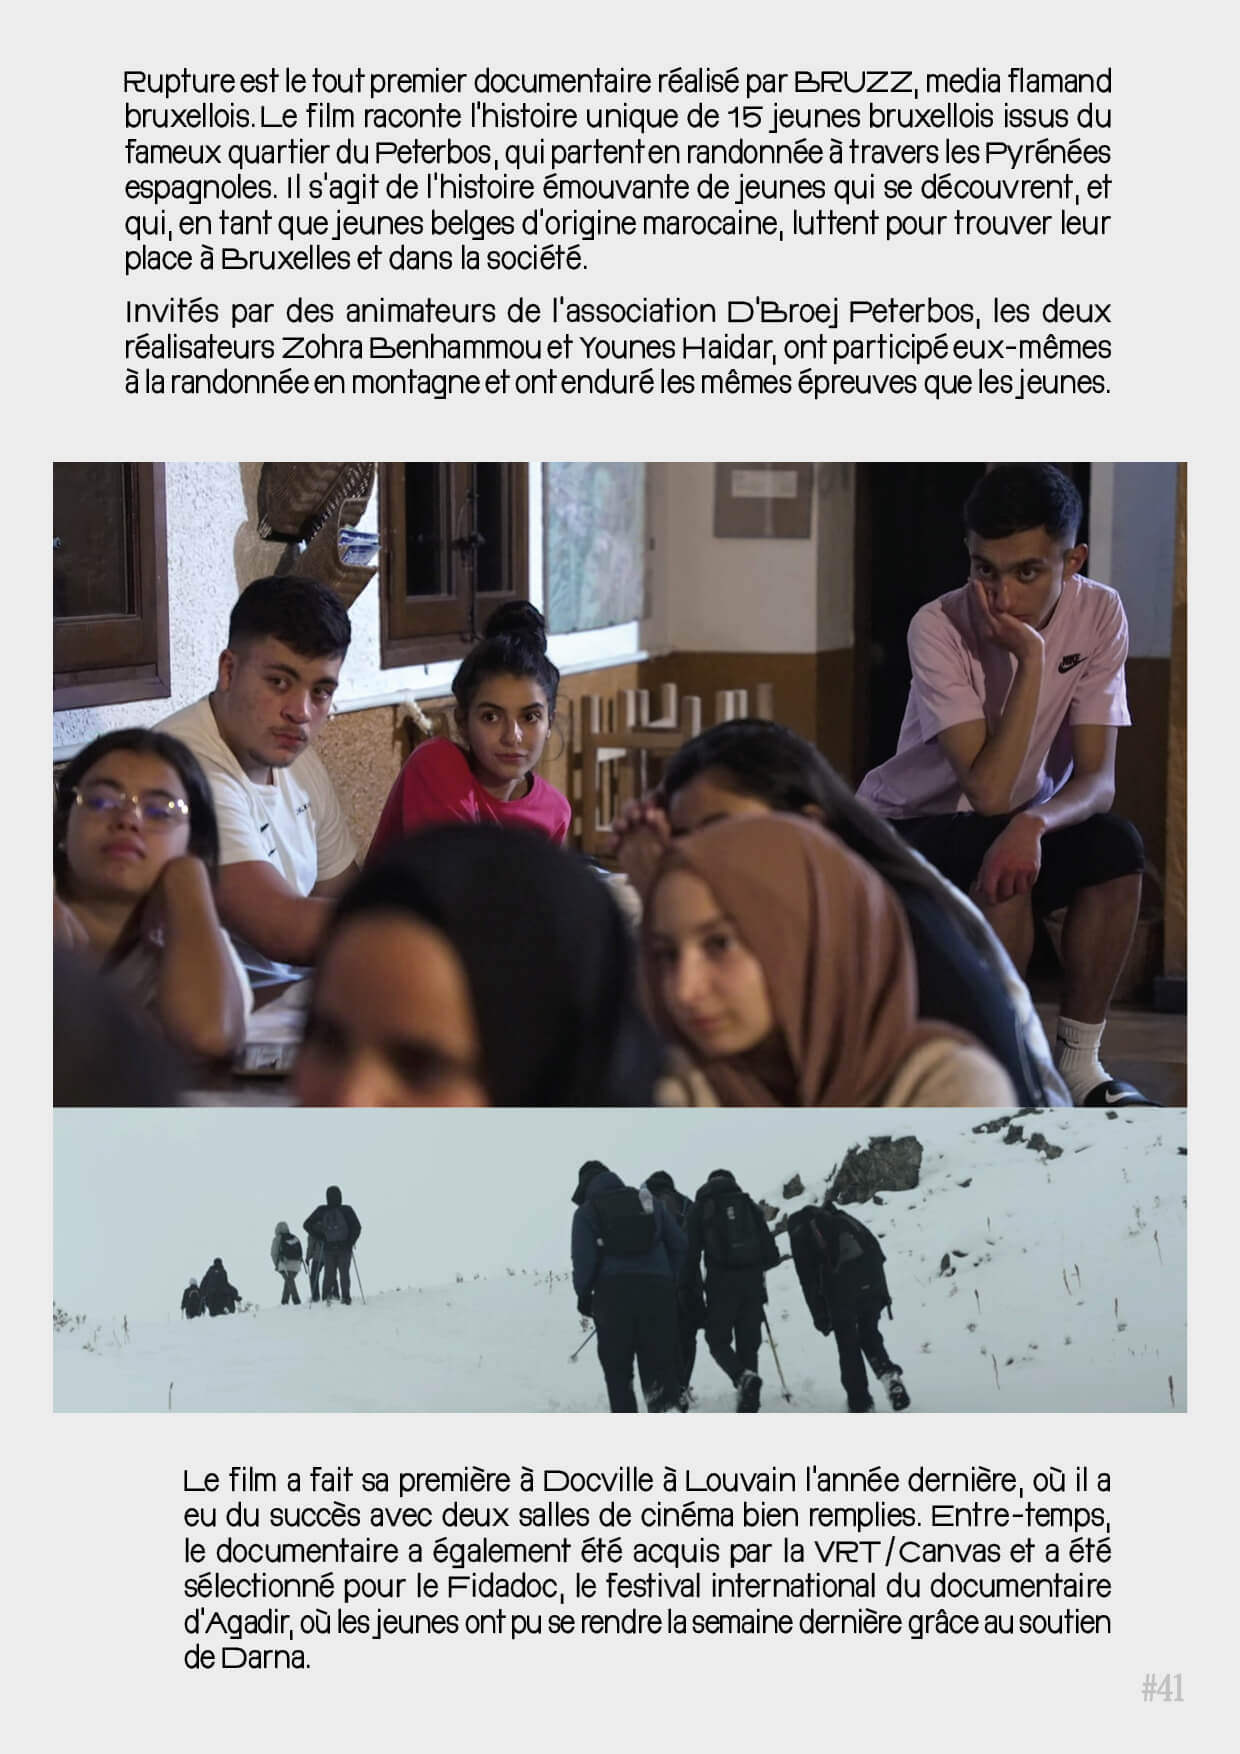 Rupture est le tout premier documentaire réalisé par BRUZZ, media flamand
bruxellois. Le film raconte l'histoire unique de 15 jeunes bruxellois issus du
fameux quartier du Peterbos, qui partent en randonnée à travers les Pyrénées
espagnoles. Il s'agit de l'histoire émouvante de jeunes qui se découvrent, et
qui, en tant que jeunes belges d'origine marocaine, luttent pour trouver leur
place à Bruxelles et dans la société.
Invités par des animateurs de l'association D'Broej Peterbos, les deux
réalisateurs Zohra Benhammou et Younes Haidar, ont participé eux-mêmes
à la randonnée en montagne et ont enduré les mêmes épreuves que les jeunes.
NIKE
Le film a fait sa première à Docville à Louvain l'année dernière, où il a
eu du succès avec deux salles de cinéma bien remplies. Entre-temps,
le documentaire a également été acquis par la VRT/Canvas et a été
sélectionné pour le Fidadoc, le festival international du documentaire
d'Agadir, où les jeunes ont pu se rendre la semaine dernière grâce au soutien
de Darna.
#41